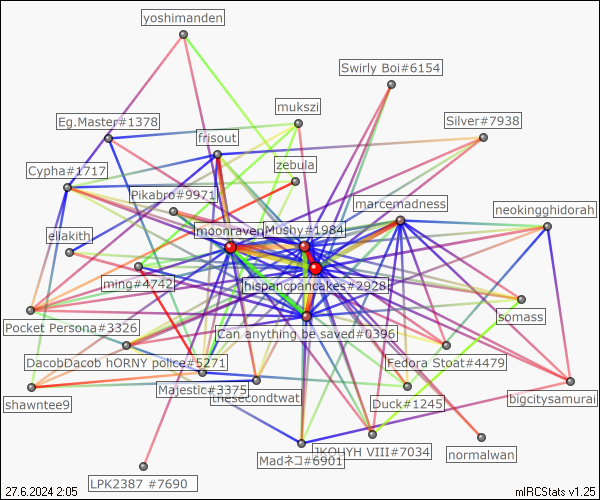 yoshimanden
Swirly Boi#6154
mukszi
Eg.Master#1378
Silver#7938
frisout
zebula
Cypha#1717
Pikabro#9971
marcemadness
neokingghidorah
eliakith
moonraven
Mushy#1984
ming#4742
hispancpancakes#2928
somass
Pocket Persona#3326
Can anything be saved#0396
DacobDacob hORNY police#5271
Fedora Stoat#4479
Majestic#3375
thesecondtwat
shawntee9
Duck#1245
bigcitysamurai
Madネコ#6901
JKQUYH VIII#7034
normalwan
LPK2387 #7690
27.6.2024 2:05
mIRCStats v1.25